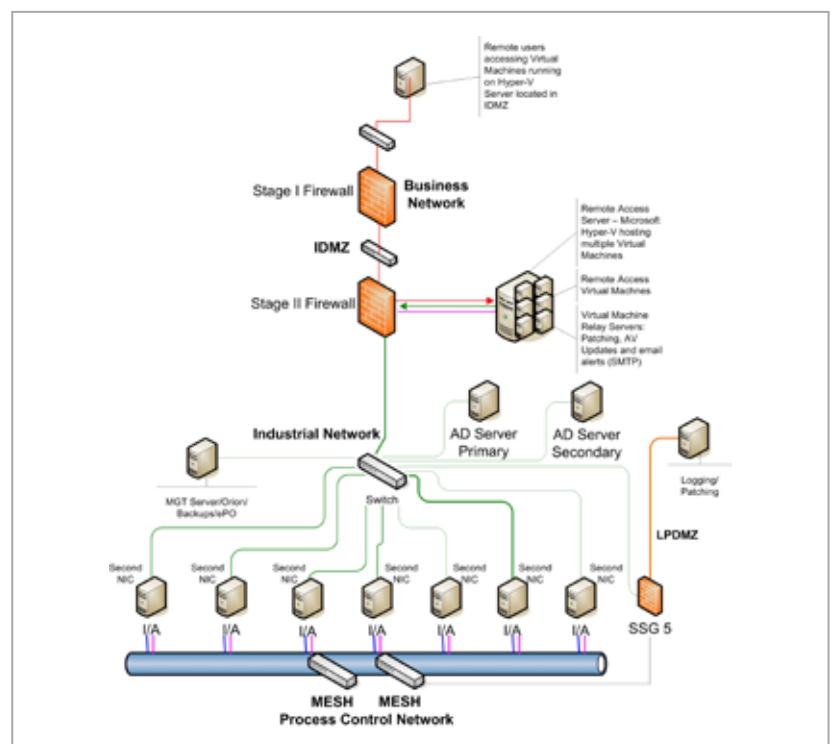 Remote users
accessing Virtual
Machines running
on Hyper-V
Server located in
IDMZ
Stage I Firewall
Business
Network
IDMZ
Remote Access
Server – Microsoft:
Hyper-V hosting
multiple Virtual
Machines
Stage II Firewall
Remote Access
Virtual Machnes
Virtual Machine
Relay Servers:
Patching, AV
Updates and email
alerts (SMTP)
Industrial Network
AD Server
Primary
AD Server
Secondary
MGT Server/Orion/
Backups/ePO
Switch
Logging/
Patching
LPDMZ
Second
NIC
Second
NIC
Second
NIC
Second
NIC
Second
NIC
Second
NIC
Second
NIC
I/A
I/A
I/A
I/A
I/A
I/A
I/A
SSG 5
MESH
MESH
Process Control Network